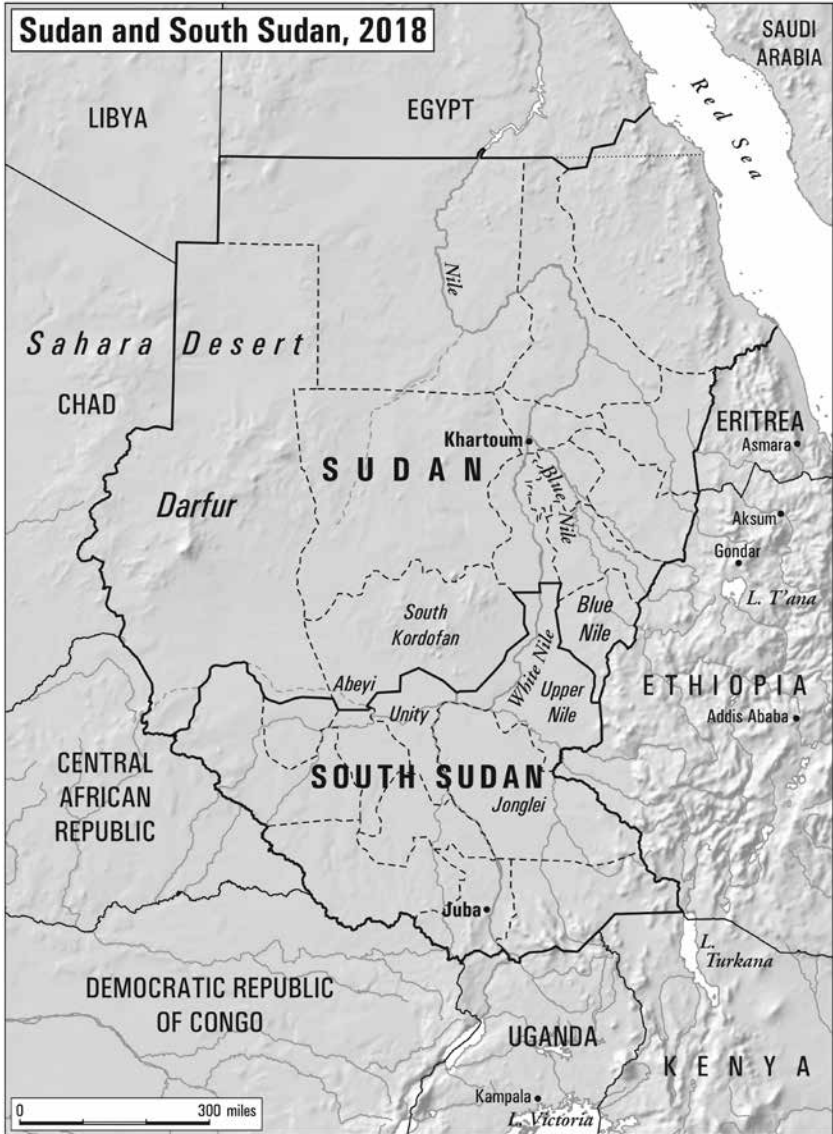 Sudan and South Sudan, 2018
SAUDI
ARABIA
LIBYA
EGYPT
Red Sea
Nile
Sahara Desert
CHAD
ERITREA
Khartoum
Asmara
SUDAN
Blue Nile
Darfur
Aksum
Gondar
L. T'ana
South
Kordofan
Blue
Nile
White Nile
Abeyi
Unity
Upper
Nile
ETHIOPIA
Addis Ababa
CENTRAL
AFRICAN
REPUBLIC
SOUTH SUDAN
Jonglei
Juba
L.
Turkana
DEMOCRATIC REPUBLIC
OF CONGO
UGANDA
KENYA
Kampala
L. Victoria
0 300 miles